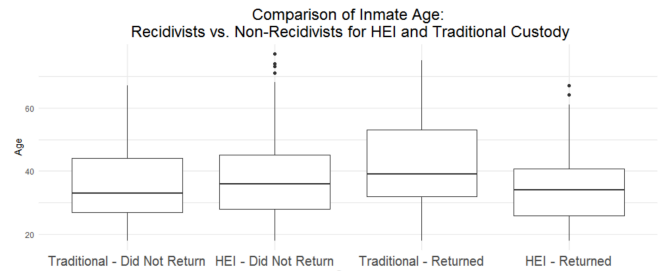 Comparison of Inmate Age:
Recidivists vs. Non-Recidivists for HEI and Traditional Custody
Age
60
40
20
Traditional - Did Not Return HEI - Did Not Return Traditional - Returned HEI - Returned